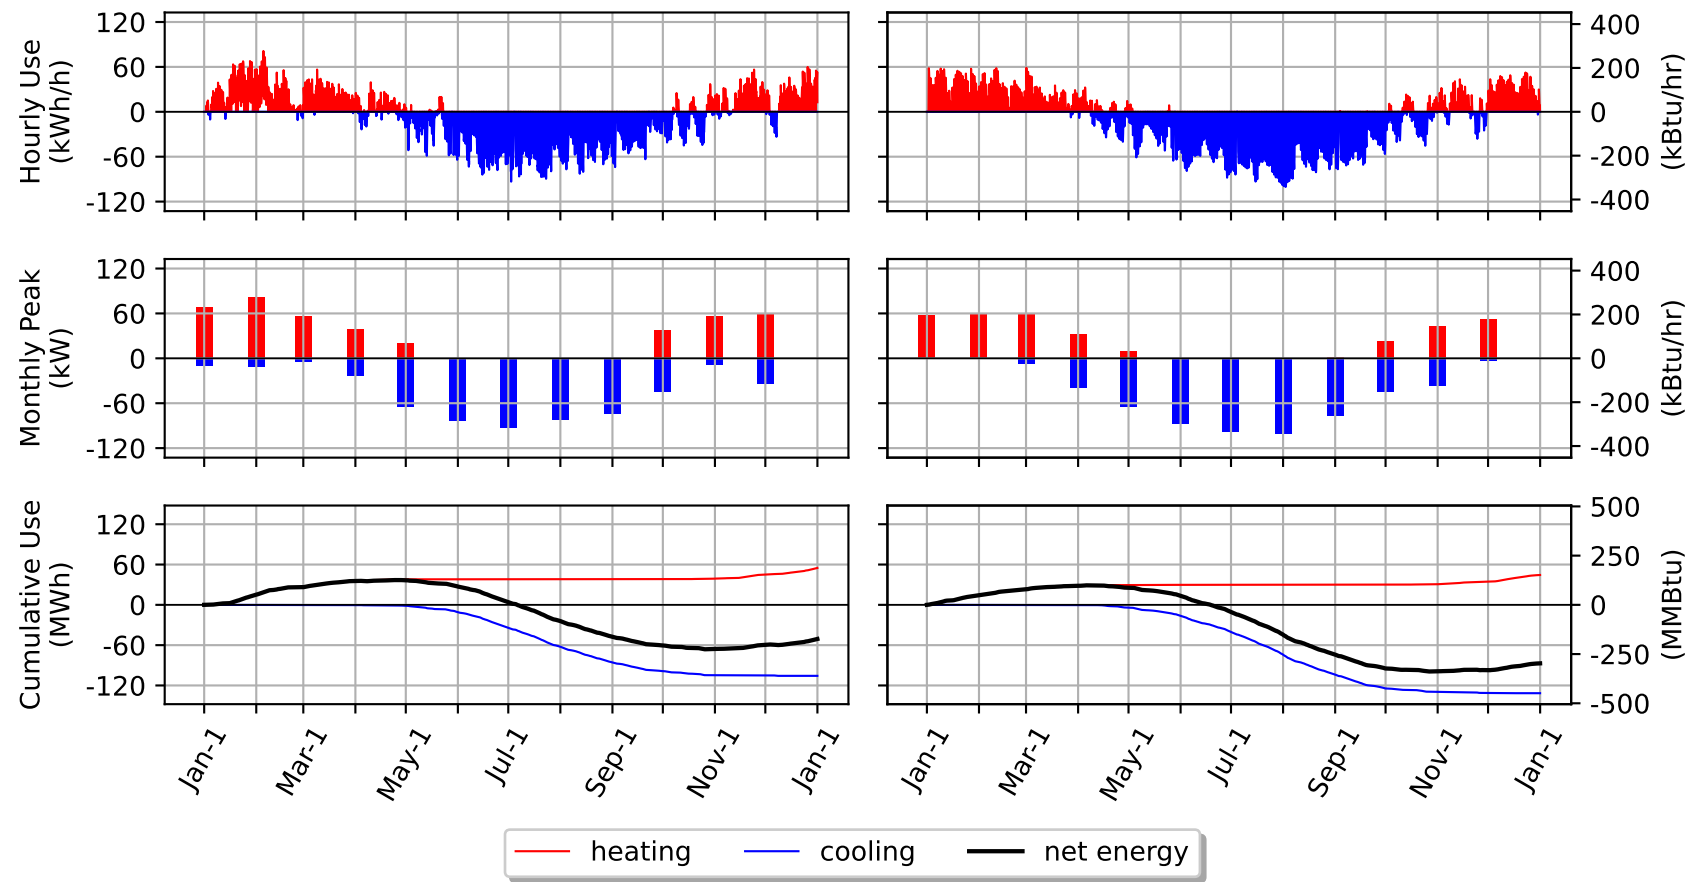 Hourly Use
(kWh/h)
120
60
0
-60
-120
400
200
0
-200
-400
(kBtu/hr)
Monthly Peak
(kW)
120
60
0
-60
-120
400
200
0
-200
-400
(kBtu/hr)
Cumulative Use
(MWh)
120
60
0
-60
-120
500
250
0
-250
-500
(MMBtu)
Jan-1 Mar-1 May-1 Jul-1 Sep-1 Nov-1 Jan-1
Jan-1 Mar-1 May-1 Jul-1 Sep-1 Nov-1 Jan-1
heating cooling net energy